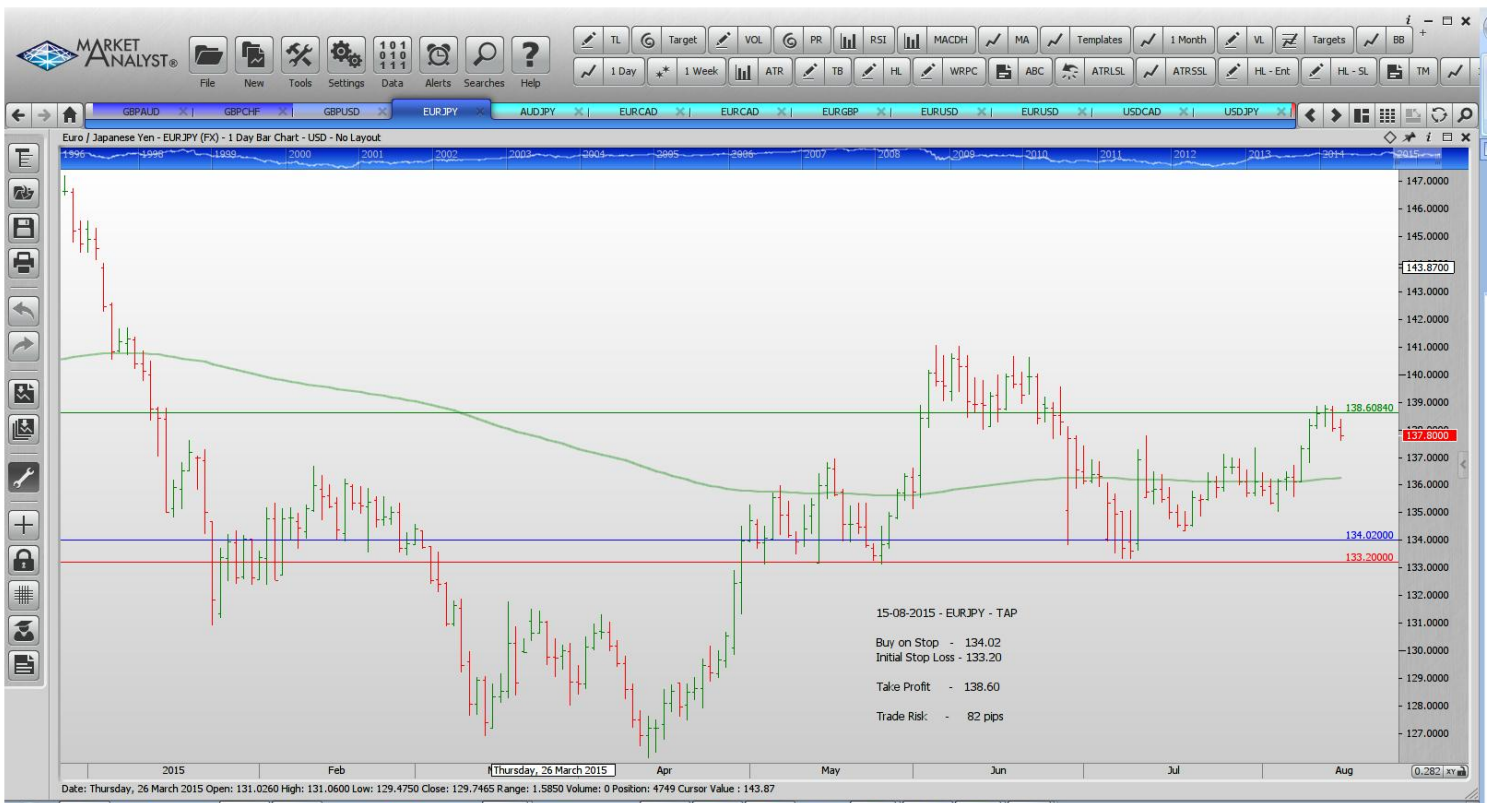 MARKET ANALYST®
File New Tools Settings Data Alerts Searches Help
TL Target VOL PR RSI MACDH MA Templates 1 Month VL Targets BB
1 Day 1 Week ATR TB HL WRPC ABC ATRLSL ATRSSL HL - Ent HL - SL TM
GBPAUD GBPCHF GBPUSD EURJPY AUDJPY EURCAD EURCAD EURGBP EURUSD EURUSD USDCAD USDJPY
Euro / Japanese Yen - EURJPY (FX) - 1 Day Bar Chart - USD - No Layout
1996 1998 1999 2000 2001 2002 2003 2004 2005 2006 2007 2008 2009 2010 2011 2012 2013 2014 2015
147.0000
146.0000
145.0000
143.8700
143.0000
142.0000
141.0000
140.0000
139.0000
138.60840
137.8000
137.0000
136.0000
135.0000
134.02000
134.0000
133.20000
133.0000
132.0000
131.0000
130.0000
129.0000
128.0000
127.0000
15-08-2015 - EURJPY - TAP
Buy on Stop - 134.02
Initial Stop Loss - 133.20
Take Profit - 138.60
Trade Risk - 82 pips
2015 Feb Thursday, 26 March 2015 Apr May Jun Jul Aug 0.282 XY
Date: Thursday, 26 March 2015 Open: 131.0260 High: 131.0600 Low: 129.4750 Close: 129.7465 Range: 1.5850 Volume: 0 Position: 4749 Cursor Value : 143.87